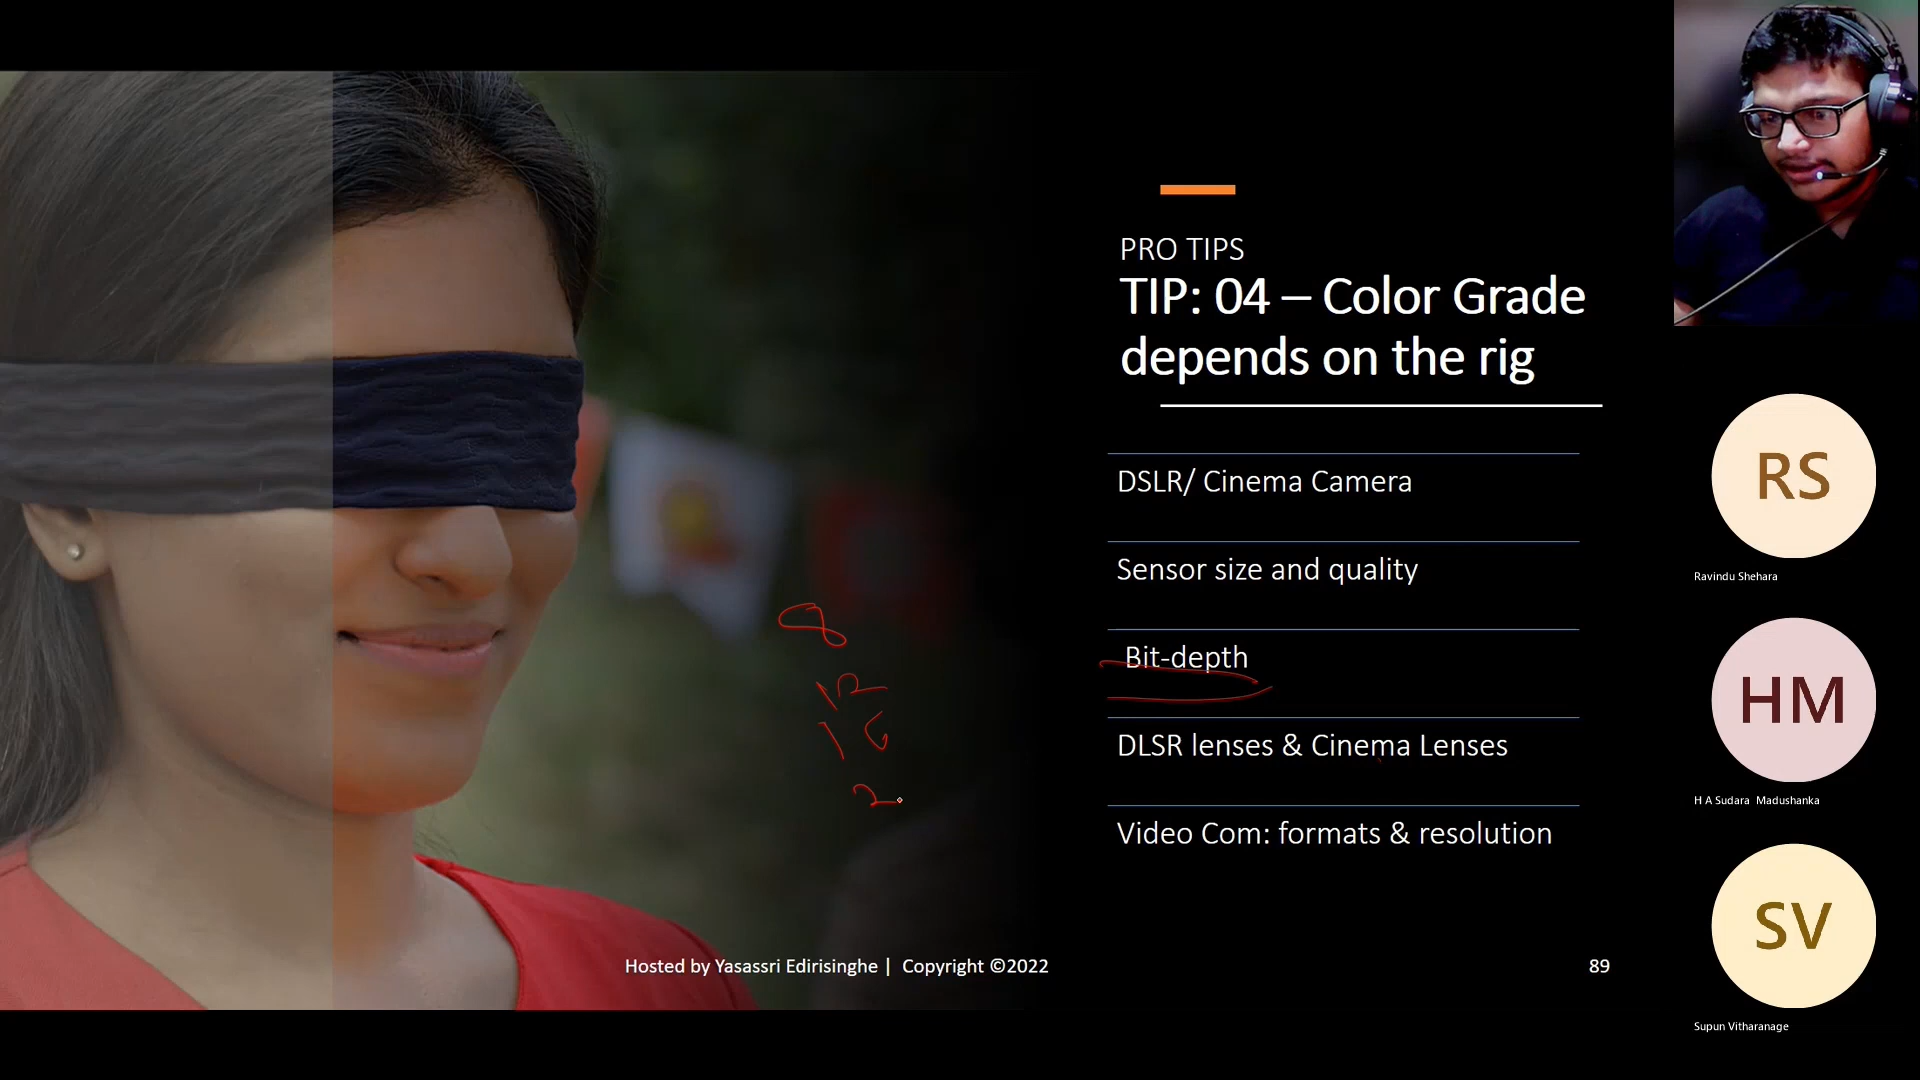 PRO TIPS
TIP: 04 – Color Grade
depends on the rig
DSLR/ Cinema Camera
Sensor size and quality
Bit-depth
DLSR lenses & Cinema Lenses
Video Com: formats & resolution
8
12
16
2
Hosted by Yasassri Edirisinghe | Copyright ©2022
89
RS
Ravindu Shehara
HM
H A Sudara Madushanka
SV
Supun Vitharanage